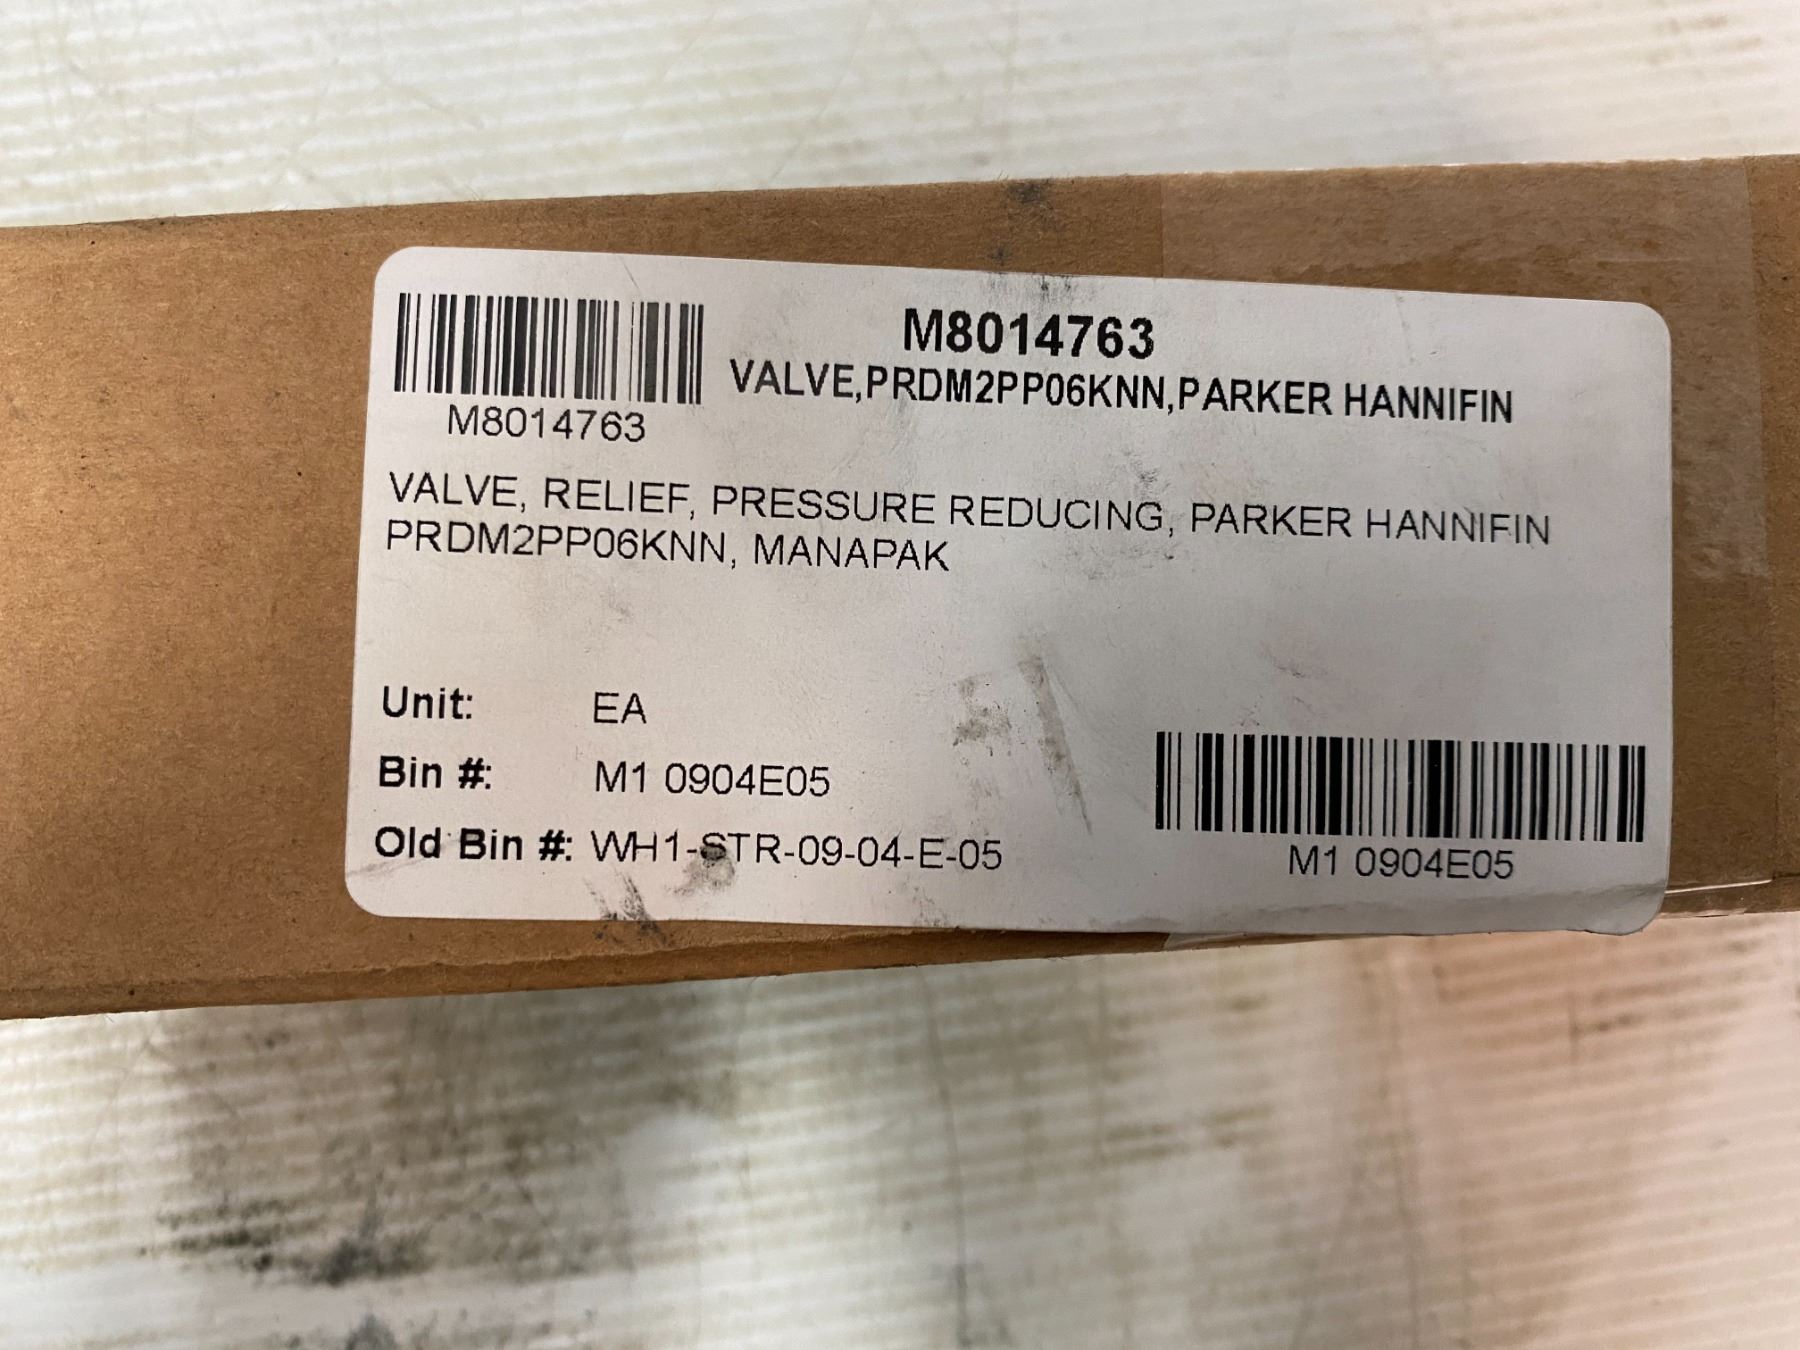 M8014763
VALVE,PRDM2PP06KNN,PARKER HANNIFIN
M8014763
VALVE, RELIEF, PRESSURE REDUCING, PARKER HANNIFIN
PRDM2PP06KNN, MANAPAK
Unit: EA
Bin #: M1 0904E05
Old Bin #: WH1-STR-09-04-E-05
M1 0904E05